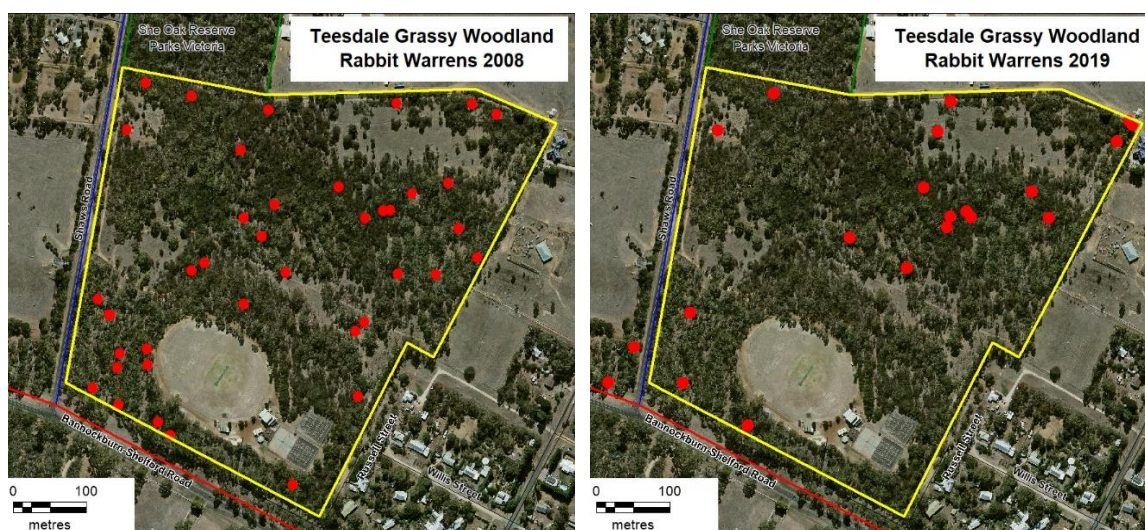 She Oak Reserve
Parks Victoria
Teesdale Grassy Woodland
Rabbit Warrens 2008
Shaws Road
Bannockburn-Shelford Road
Russell Street
Willis Street
0 100
metres
She Oak Reserve
Parks Victoria
Teesdale Grassy Woodland
Rabbit Warrens 2019
Shaws Road
Bannockburn-Shelford Road
Russell Street
Willis Street
0 100
metres